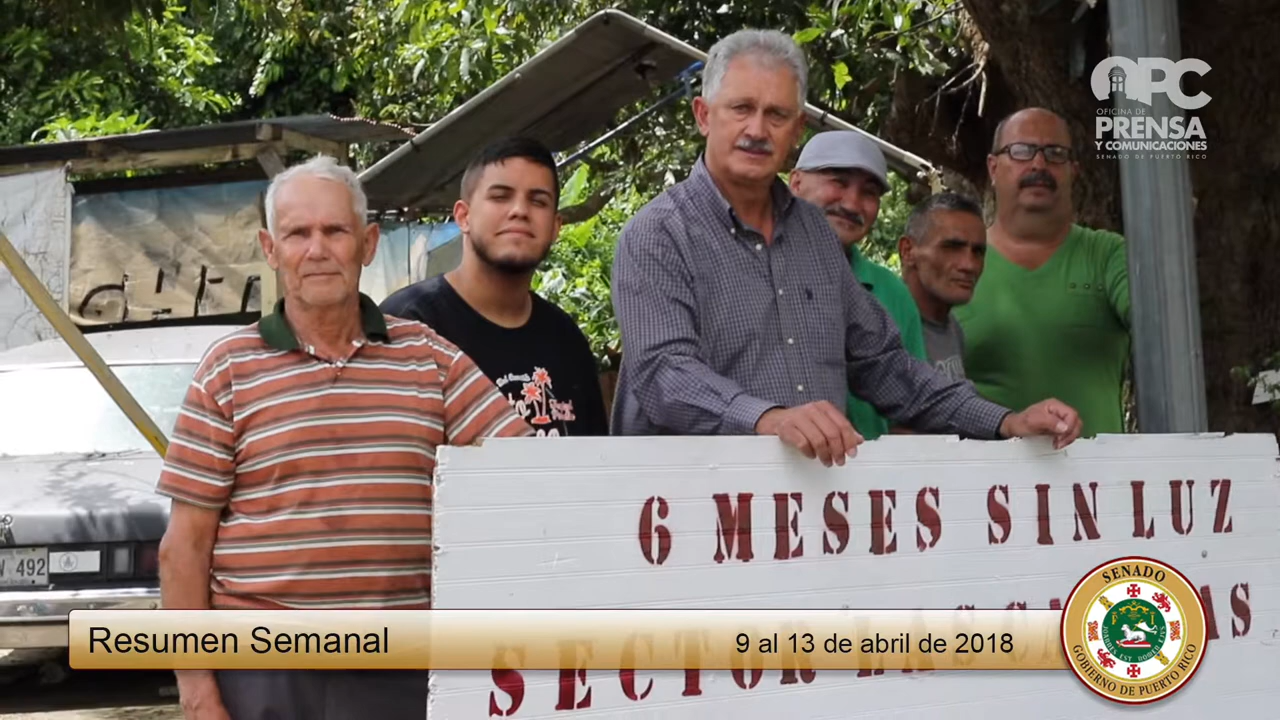 OPC
OFICINA DE
PRENSA
Y COMUNICACIONES
SENADO DE PUERTO RICO
492
6 MESES SIN LUZ
SECTOR
Resumen Semanal
9 al 13 de abril de 2018
SENADO
GOBIERNO DE PUERTO RICO